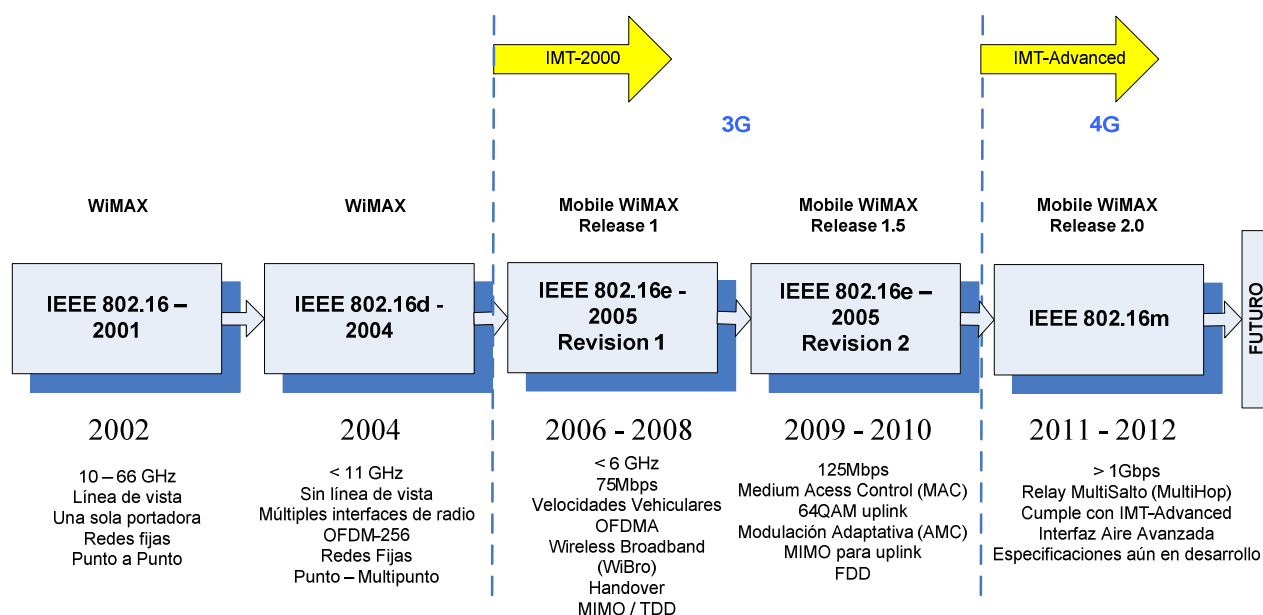 IMT-2000
IMT-Advanced
3G
4G
WiMAX
IEEE 802.16 –
2001
2002
10 – 66 GHz
Línea de vista
Una sola portadora
Redes fijas
Punto a Punto
WiMAX
IEEE 802.16d -
2004
2004
< 11 GHz
Sin línea de vista
Múltiples interfaces de radio
OFDM-256
Redes Fijas
Punto – Multipunto
Mobile WiMAX
Release 1
IEEE 802.16e -
2005
Revision 1
2006 - 2008
< 6 GHz
75Mbps
Velocidades Vehiculares
OFDMA
Wireless Broadband
(WiBro)
Handover
MIMO / TDD
Mobile WiMAX
Release 1.5
IEEE 802.16e –
2005
Revision 2
2009 - 2010
125Mbps
Medium Acess Control (MAC)
64QAM uplink
Modulación Adaptativa (AMC)
MIMO para uplink
FDD
Mobile WiMAX
Release 2.0
IEEE 802.16m
2011 - 2012
> 1Gbps
Relay MultiSalto (MultiHop)
Cumple con IMT-Advanced
Interfaz Aire Avanzada
Especificaciones aún en desarrollo
FUTURO